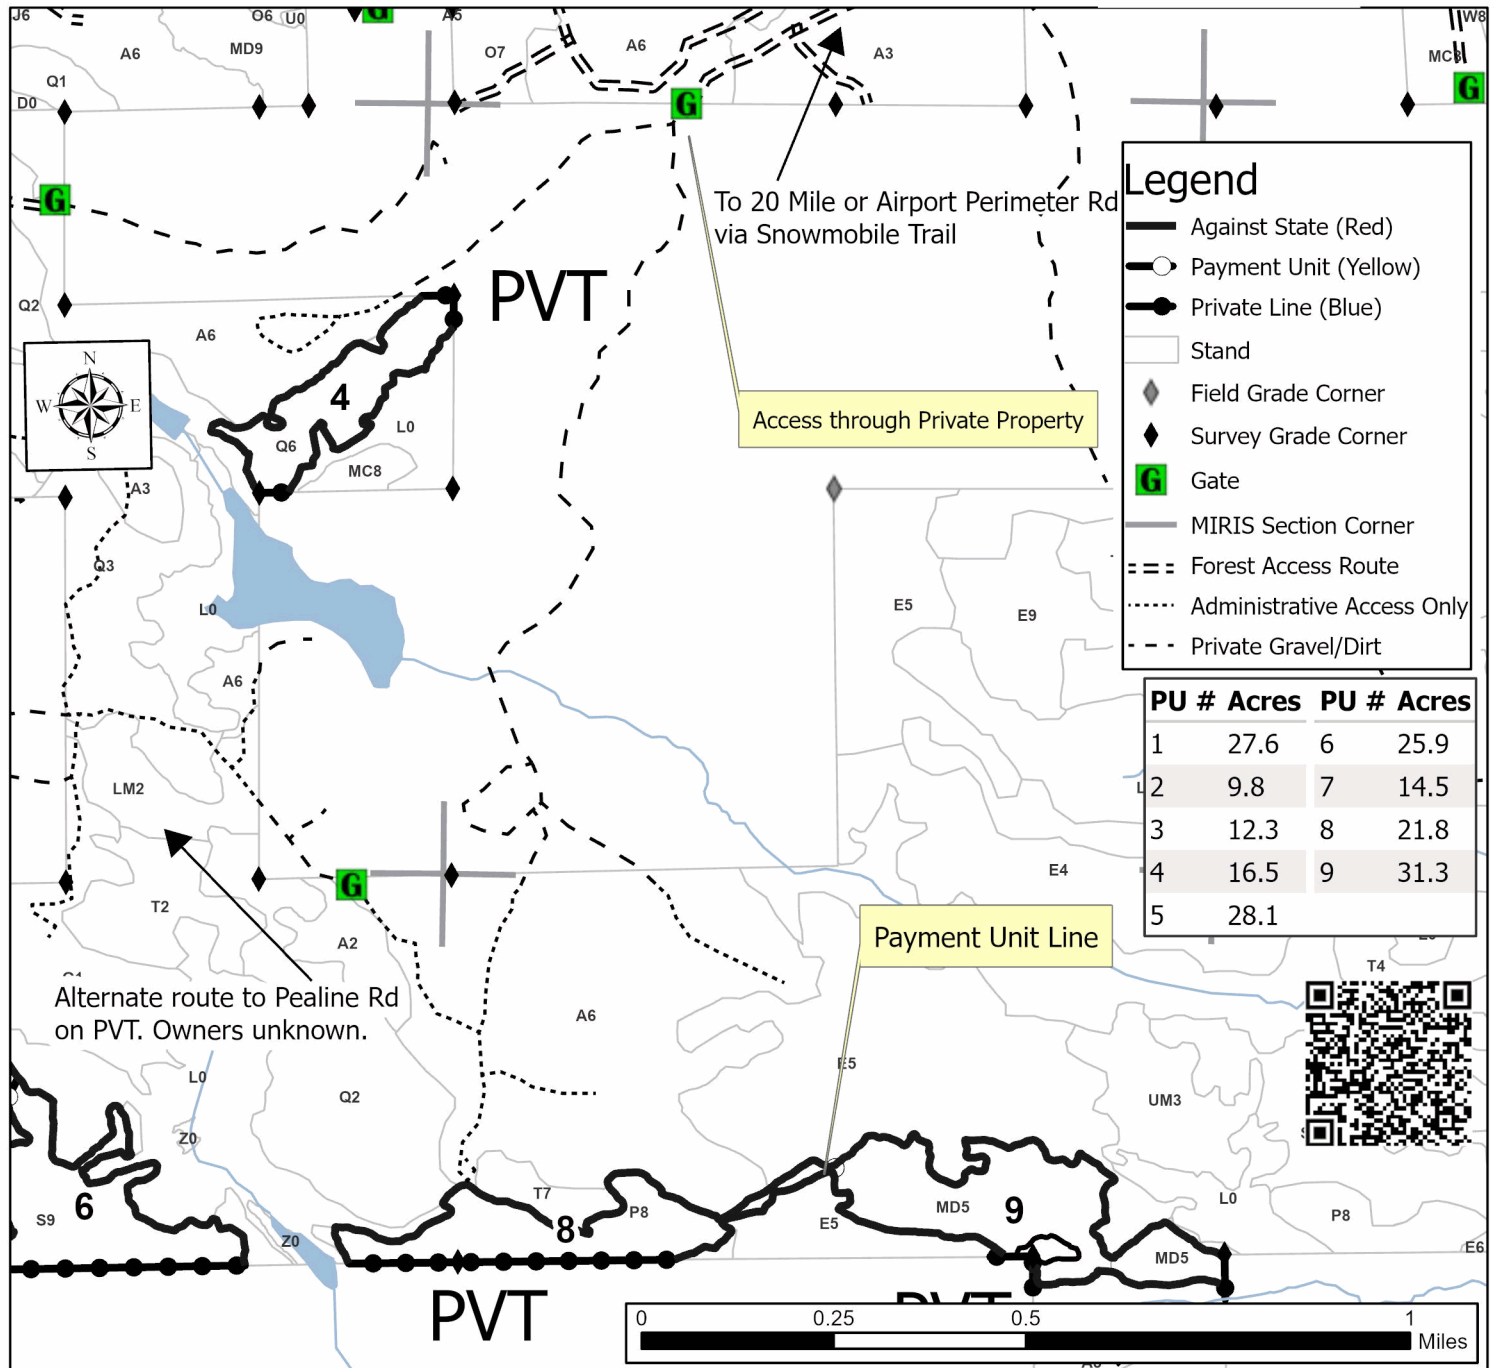 J6
O6
U0
G
A5
W8
A6
MD9
O7
A6
A3
MC8
Q1
D0
G
G
G
To 20 Mile or Airport Perimeter Rd
via Snowmobile Trail
Legend
Against State (Red)
Payment Unit (Yellow)
Private Line (Blue)
Stand
Field Grade Corner
Survey Grade Corner
G Gate
MIRIS Section Corner
Forest Access Route
Administrative Access Only
Private Gravel/Dirt
PVT
Q2
A6
N
W E
S
4
Q6
L0
MC8
Access through Private Property
A3
Q3
L0
E5
E9
A6
PU # Acres PU # Acres
1 27.6 6 25.9
2 9.8 7 14.5
3 12.3 8 21.8
4 16.5 9 31.3
5 28.1
LM2
E4
G
T2
A2
Payment Unit Line
T4
Alternate route to Pealine Rd
on PVT. Owners unknown.
A6
E5
L0
Q2
UM3
Z0
6
S9
T7
8
P8
E5
MD5
9
L0
P8
MD5
E6
Z0
PVT
PVT
0 0.25 0.5 1
Miles